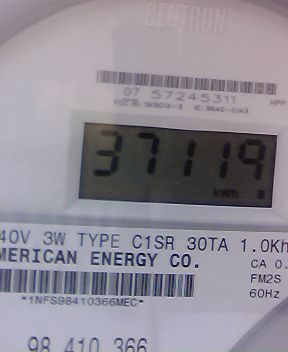 CENTRON
07 57245311
37119
kWh
40V 3W TYPE C1SR 30TA 1.0Kh
MERICAN ENERGY CO.
CA 0.
FM2S
*1NFS98410366MEC*
60Hz
98 410 366